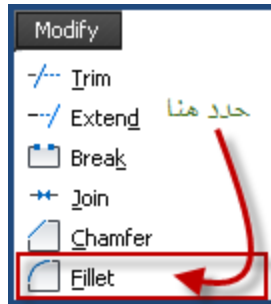 Modify
Trim
Extend
حدد هنا
Break
Join
Chamfer
Fillet